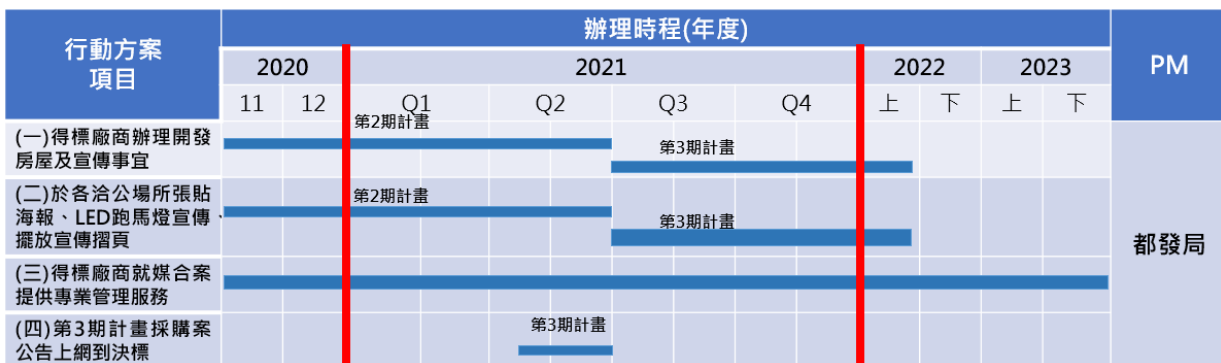 行動方案
項目
辦理時程(年度)
PM
2020
2021
2022
2023
11
12
Q1
Q2
Q3
Q4
上
下
上
下
(一)得標廠商辦理開發
房屋及宣傳事宜
第2期計畫
第3期計畫
(二)於各洽公場所張貼
海報、LED跑馬燈宣傳、
擺放宣傳摺頁
第2期計畫
第3期計畫
都發局
(三)得標廠商就媒合案
提供專業管理服務
(四)第3期計畫採購案
公告上網到決標
第3期計畫